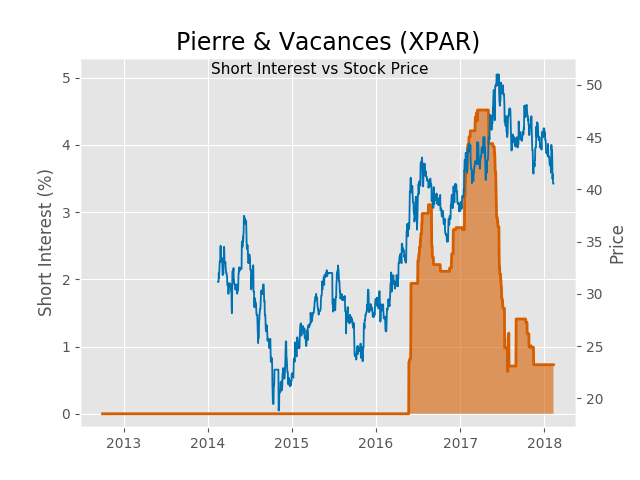 Pierre & Vacances (XPAR)
Short Interest vs Stock Price
Short Interest (%)
5
4
3
2
1
0
50
45
40
35
30
25
20
Price
2013 2014 2015 2016 2017 2018